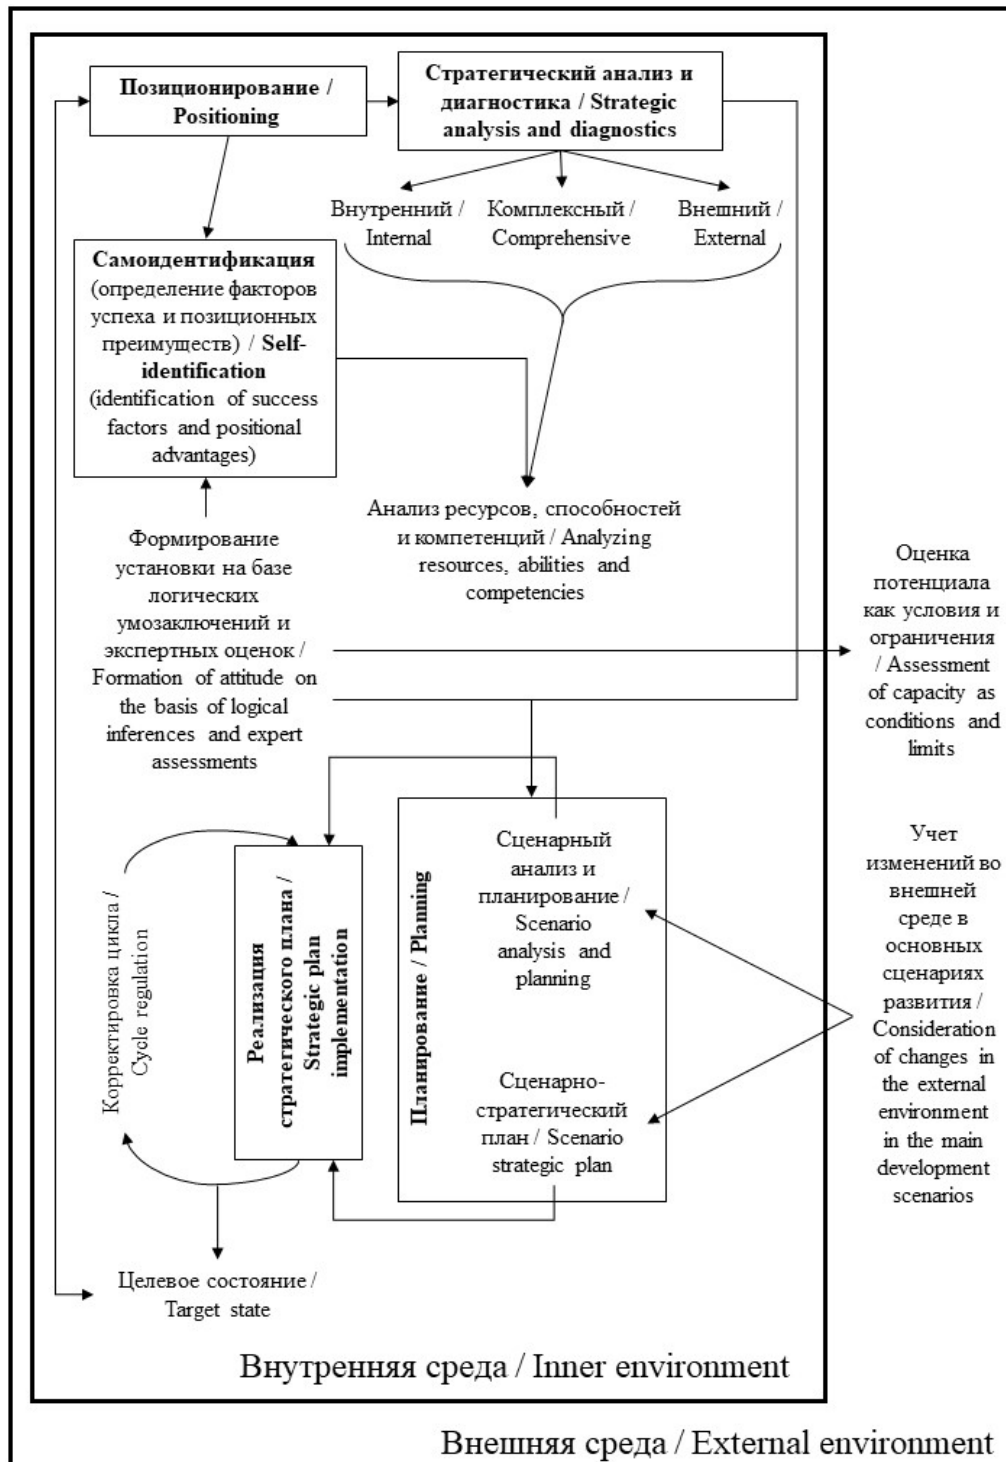 Позиционирование /
Positioning
Стратегический анализ и
диагностика / Strategic
analysis and diagnostics
Внутренний /
Internal
Комплексный /
Comprehensive
Внешний /
External
Самоидентификация
(определение факторов
успеха и позиционных
преимуществ) / Self-
identification
(identification of success
factors and positional
advantages)
Анализ ресурсов, способностей
и компетенций / Analyzing
resources, abilities and
competencies
Формирование
установки на базе
логических
умозаключений и
экспертных оценок /
Formation of attitude on
the basis of logical
inferences and expert
assessments
Оценка
потенциала
как условия и
ограничения
/ Assessment
of capacity as
conditions and
limits
Корректировка цикла /
Cycle regulation
Реализация
стратегического плана /
Strategic plan
implementation
Планирование / Planning
Сценарный
анализ и
планирование /
Scenario
analysis and
planning
Сценарно-
стратегический
план / Scenario
strategic plan
Учет
изменений во
внешней
среде в
основных
сценариях
развития /
Consideration
of changes in
the external
environment
in the main
development
scenarios
Целевое состояние /
Target state
Внутренняя среда / Inner environment
Внешняя среда / External environment